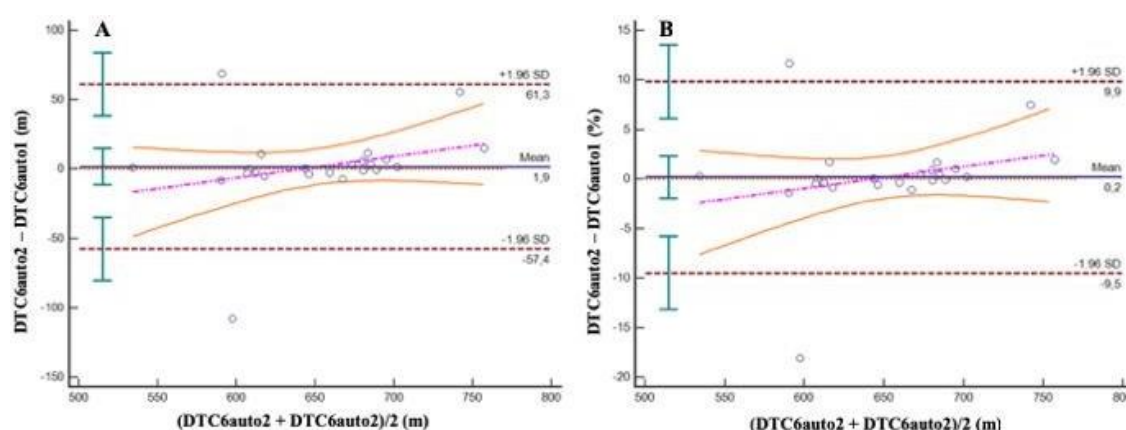 A
DTC6auto2 – DTC6auto1 (m)
100
50
0
-50
-100
-150
+1.96 SD
61,3
Mean
1,9
-1.96 SD
-57,4
500 550 600 650 700 750 800
(DTC6auto2 + DTC6auto2)/2 (m)
B
DTC6auto2 – DTC6auto1 (%)
15
10
5
0
-5
-10
-15
-20
+1.96 SD
9,9
Mean
0,2
-1.96 SD
-9,5
500 550 600 650 700 750 800
(DTC6auto2 + DTC6auto2)/2 (m)